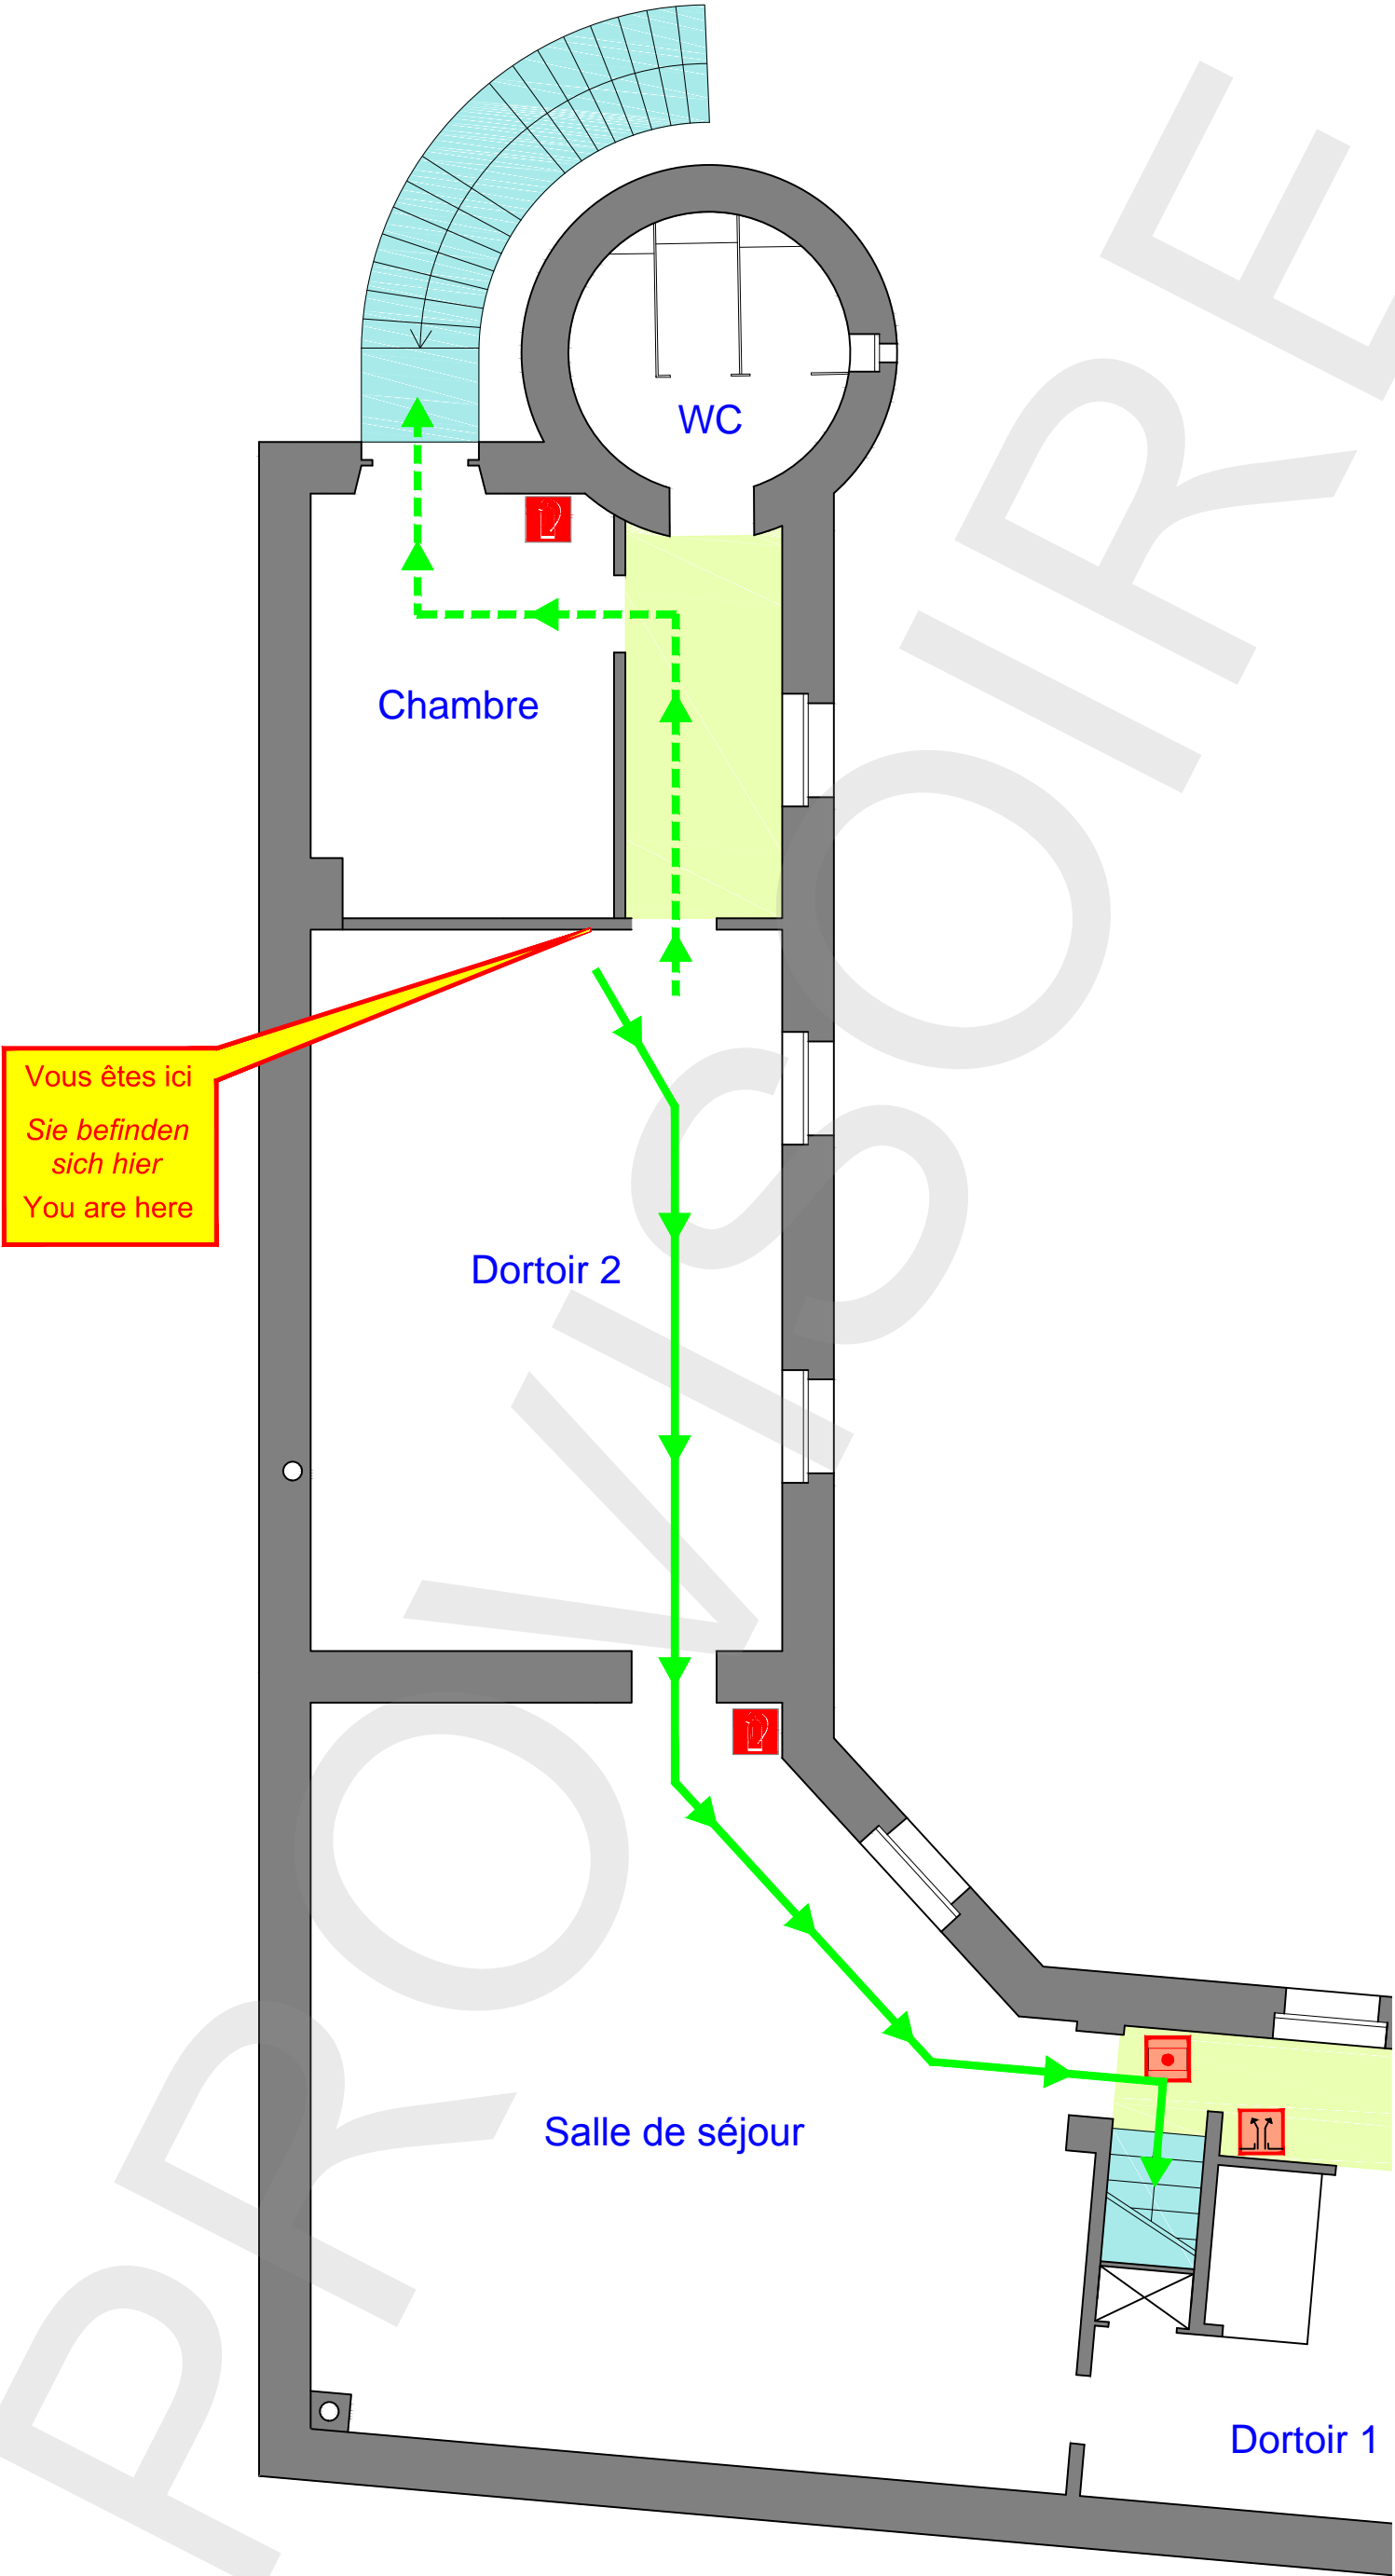 WC
Chambre
Vous êtes ici
Sie befinden
sich hier
You are here
Dortoir 2
Salle de séjour
Dortoir 1
PROVISOIRE